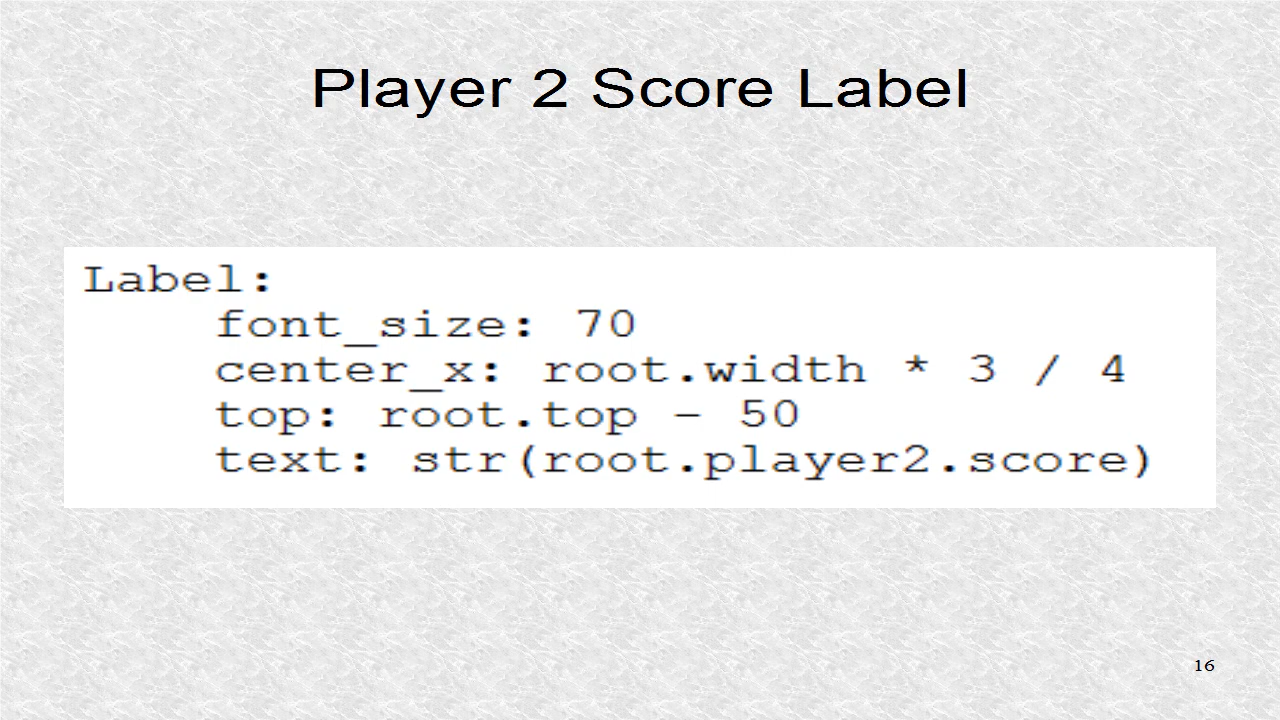 Player 2 Score Label
Label:
font_size: 70
center_x: root.width * 3 / 4
top: root.top - 50
text: str(root.player2.score)
16